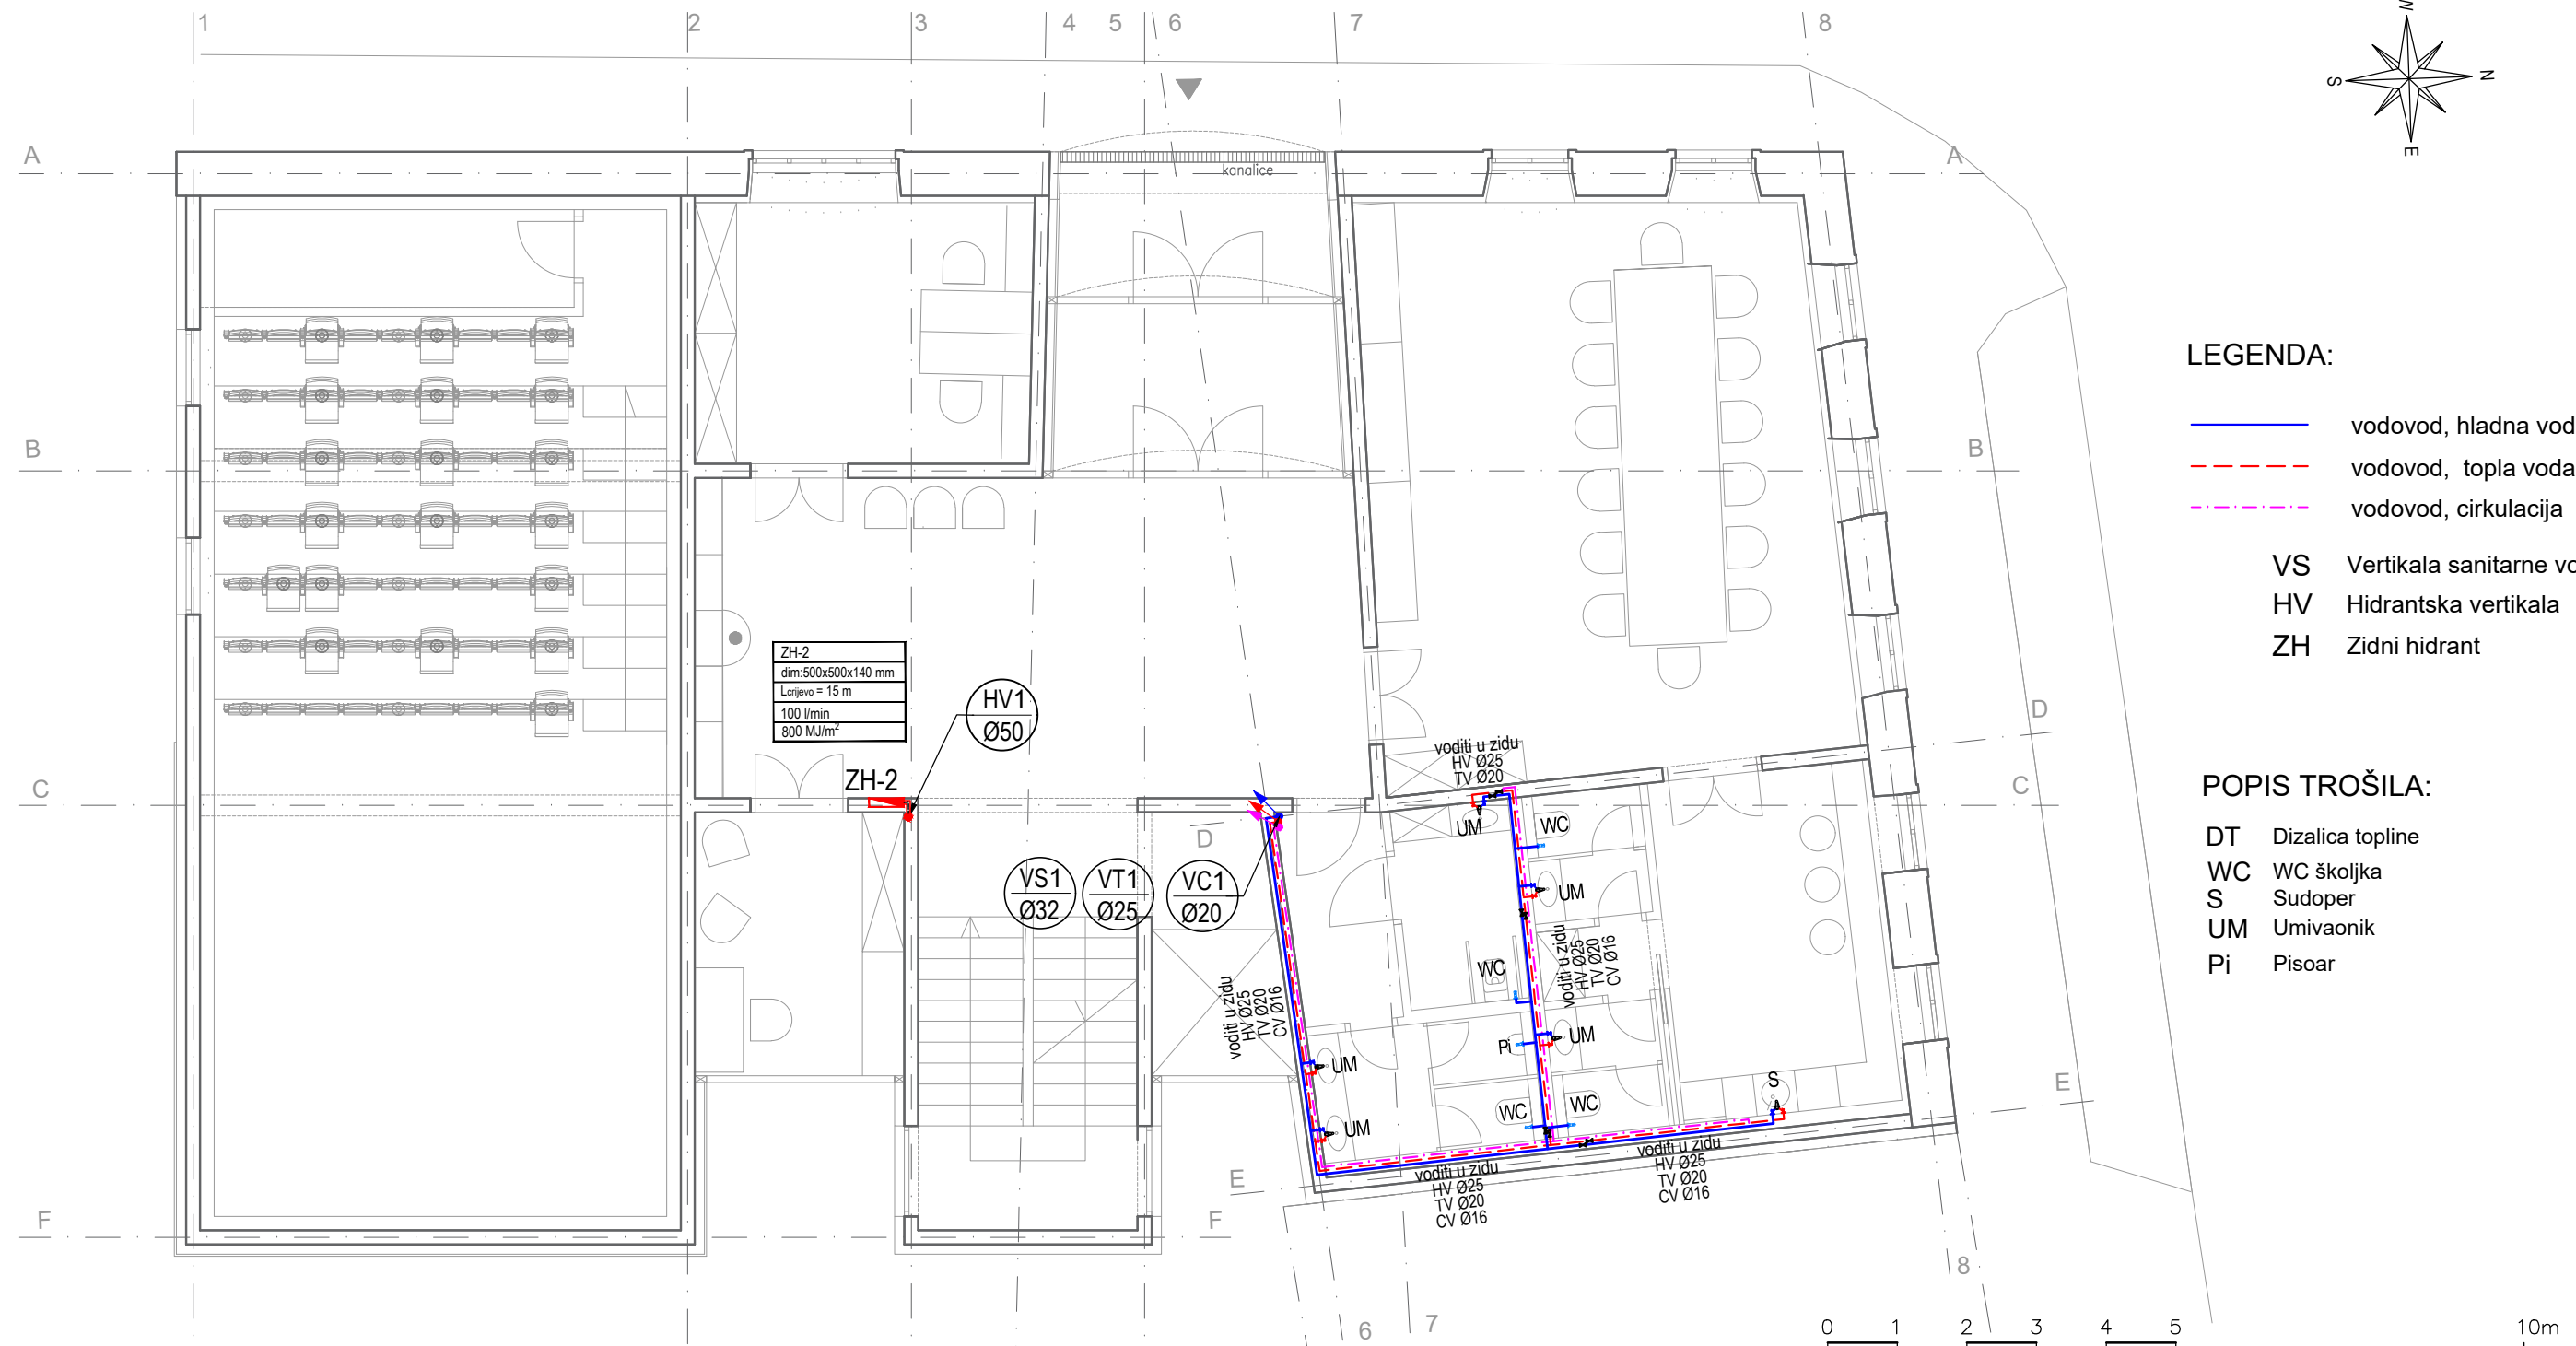 1
2
3
4
5
6
7
8
W
S
N
E
A
A
kanalice
B
B
LEGENDA:
vodovod, hladna vod
vodovod, topla voda
vodovod, cirkulacija
VS Vertikala sanitarne vo
HV Hidrantska vertikala
ZH Zidni hidrant
ZH-2
dim:500x500x140 mm
Lcrijevo = 15 m
100 l/min
800 MJ/m²
HV1
Ø50
ZH-2
C
C
D
D
voditi u zidu
HV Ø25
TV Ø20
UM
WC
UM
VS1
Ø32
VT1
Ø25
VC1
Ø20
POPIS TROŠILA:
DT Dizalica topline
WC WC školjka
S Sudoper
UM Umivaonik
Pi Pisoar
WC
voditi u zidu
HV Ø25
TV Ø20
CV Ø16
voditi u zidu
HV Ø25
TV Ø20
CV Ø16
Pi
UM
UM
UM
WC
WC
S
E
E
voditi u zidu
HV Ø25
TV Ø20
CV Ø16
voditi u zidu
HV Ø25
TV Ø20
CV Ø16
F
F
6
7
8
0 1 2 3 4 5 10m